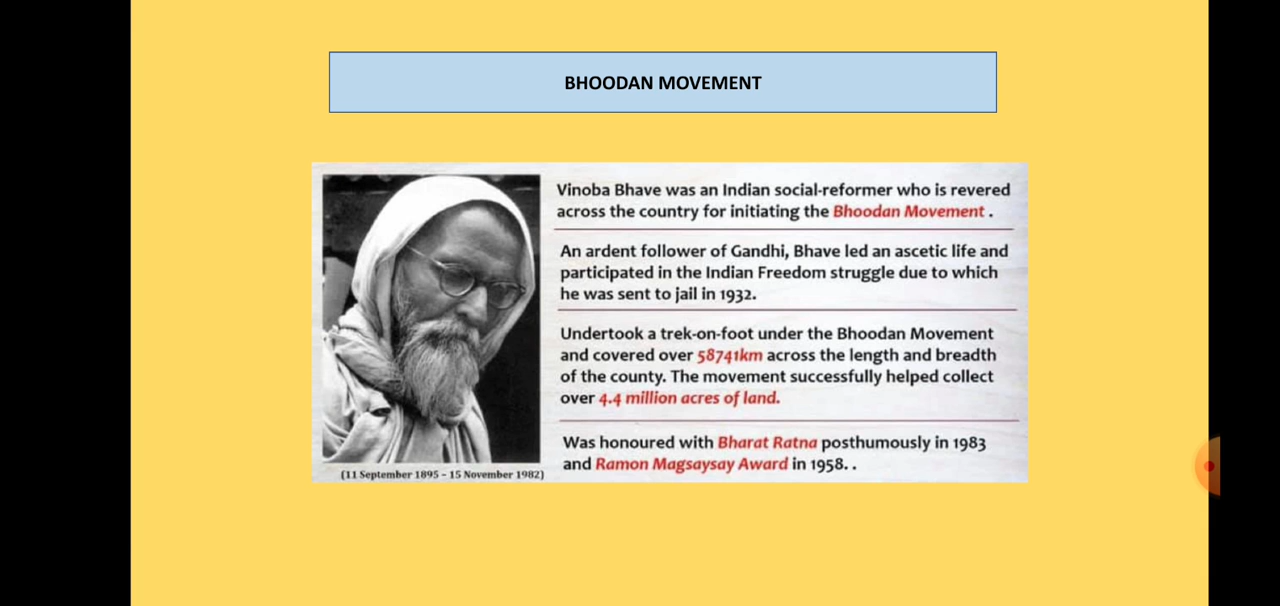 BHOODAN MOVEMENT
Vinoba Bhave was an Indian social-reformer who is revered
across the country for initiating the Bhoodan Movement .
An ardent follower of Gandhi, Bhave led an ascetic life and
participated in the Indian Freedom struggle due to which
he was sent to jail in 1932.
Undertook a trek-on-foot under the Bhoodan Movement
and covered over 58741km across the length and breadth
of the county. The movement successfully helped collect
over 4.4 million acres of land.
Was honoured with Bharat Ratna posthumously in 1983
and Ramon Magsaysay Award in 1958. .
(11 September 1895 - 15 November 1982)